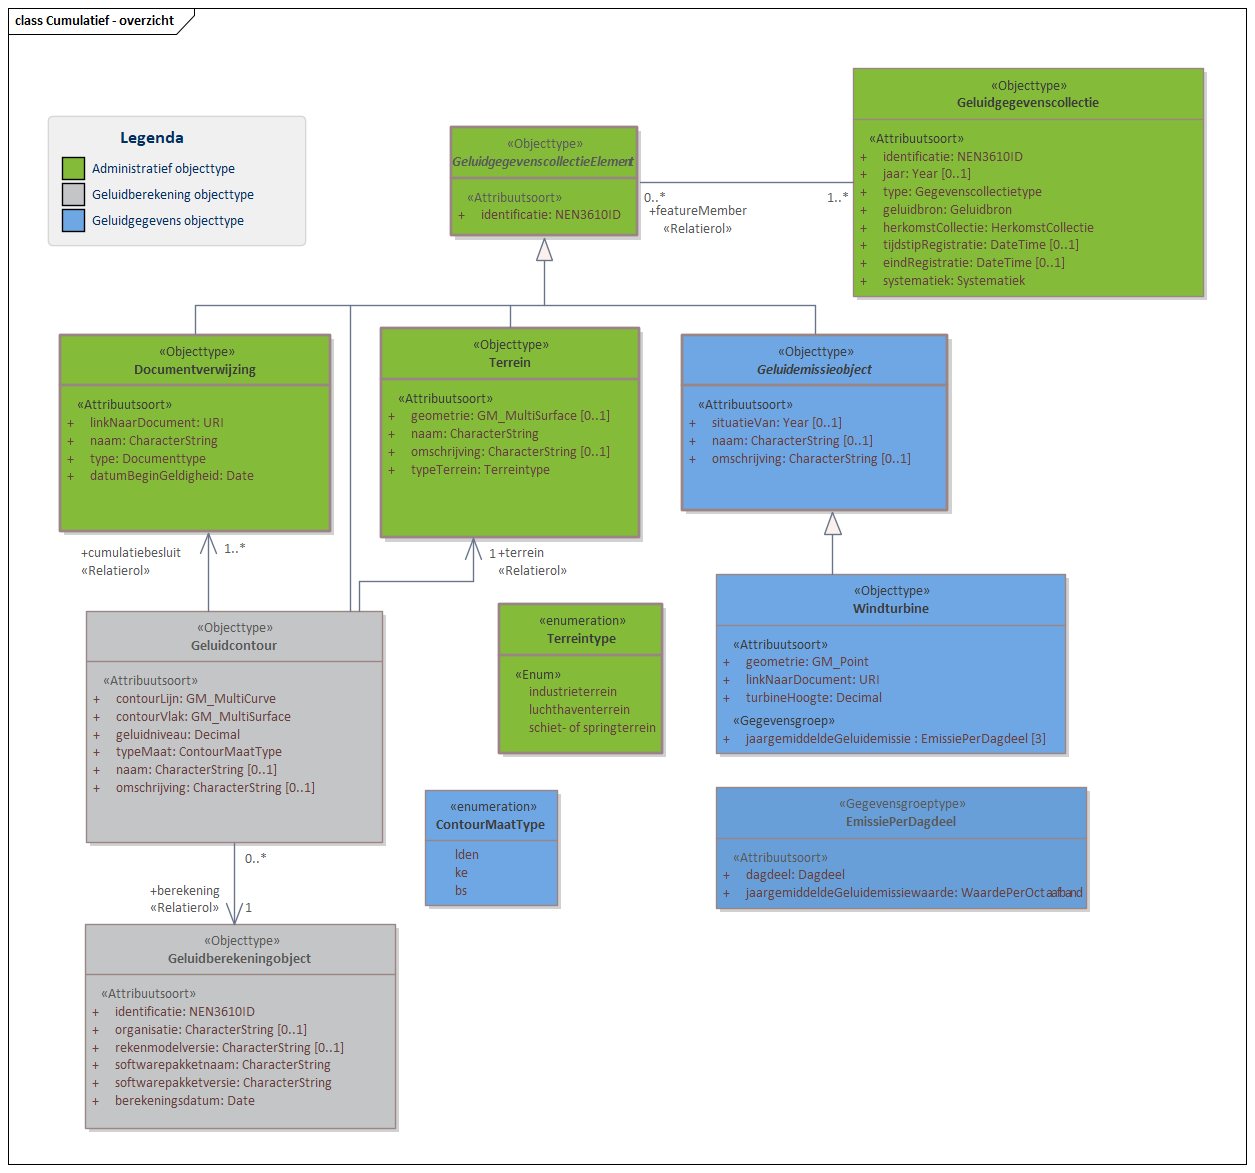 class Cumulatief - overzicht
Legenda
Administratief objecttype
Geluidberekening objecttype
Geluidgegevens objecttype
«Objecttype»
GeluidgegevenscollectieElement
«Attribuutsoort»
+ identificatie: NEN3610ID
0..*
+featureMember
«Relatierol»
1..*
«Objecttype»
Geluidgegevenscollectie
«Attribuutsoort»
+ identificatie: NEN3610ID
+ jaar: Year [0..1]
+ type: Gegevenscollectietype
+ geluidbron: Geluidbron
+ herkomstCollectie: HerkomstCollectie
+ tijdstipRegistratie: DateTime [0..1]
+ eindRegistratie: DateTime [0..1]
+ systematiek: Systematiek
«Objecttype»
Documentverwijzing
«Attribuutsoort»
+ linkNaarDocument: URI
+ naam: CharacterString
+ type: Documenttype
+ datumBeginGeldigheid: Date
«Objecttype»
Terrein
«Attribuutsoort»
+ geometrie: GM_MultiSurface [0..1]
+ naam: CharacterString
+ omschrijving: CharacterString [0..1]
+ typeTerrein: Terreintype
«Objecttype»
Geluidemissieobject
«Attribuutsoort»
+ situatieVan: Year [0..1]
+ naam: CharacterString [0..1]
+ omschrijving: CharacterString [0..1]
+cumulatiebesluit
«Relatierol»
1..*
1
+terrein
«Relatierol»
«Objecttype»
Geluidcontour
«Attribuutsoort»
+ contourLijn: GM_MultiCurve
+ contourVlak: GM_MultiSurface
+ geluidniveau: Decimal
+ typeMaat: ContourMaatType
+ naam: CharacterString [0..1]
+ omschrijving: CharacterString [0..1]
«enumeration»
Terreintype
«Enum»
industrieterrein
luchthaventerrein
schiet- of springterrein
«Objecttype»
Windturbine
«Attribuutsoort»
+ geometrie: GM_Point
+ linkNaarDocument: URI
+ turbineHoogte: Decimal
«Gegevensgroep»
+ jaargemiddeldeGeluidemissie : EmissiePerDagdeel [3]
«enumeration»
ContourMaatType
lden
ke
bs
«Gegevensgroeptype»
EmissiePerDagdeel
«Attribuutsoort»
+ dagdeel: Dagdeel
+ jaargemiddeldeGeluidemissiewaarde: WaardePerOctaafband
0..*
+berekening
«Relatierol»
1
«Objecttype»
Geluidberekeningobject
«Attribuutsoort»
+ identificatie: NEN3610ID
+ organisatie: CharacterString [0..1]
+ rekenmodelversie: CharacterString [0..1]
+ softwarepakketnaam: CharacterString
+ softwarepakketversie: CharacterString
+ berekeningsdatum: Date